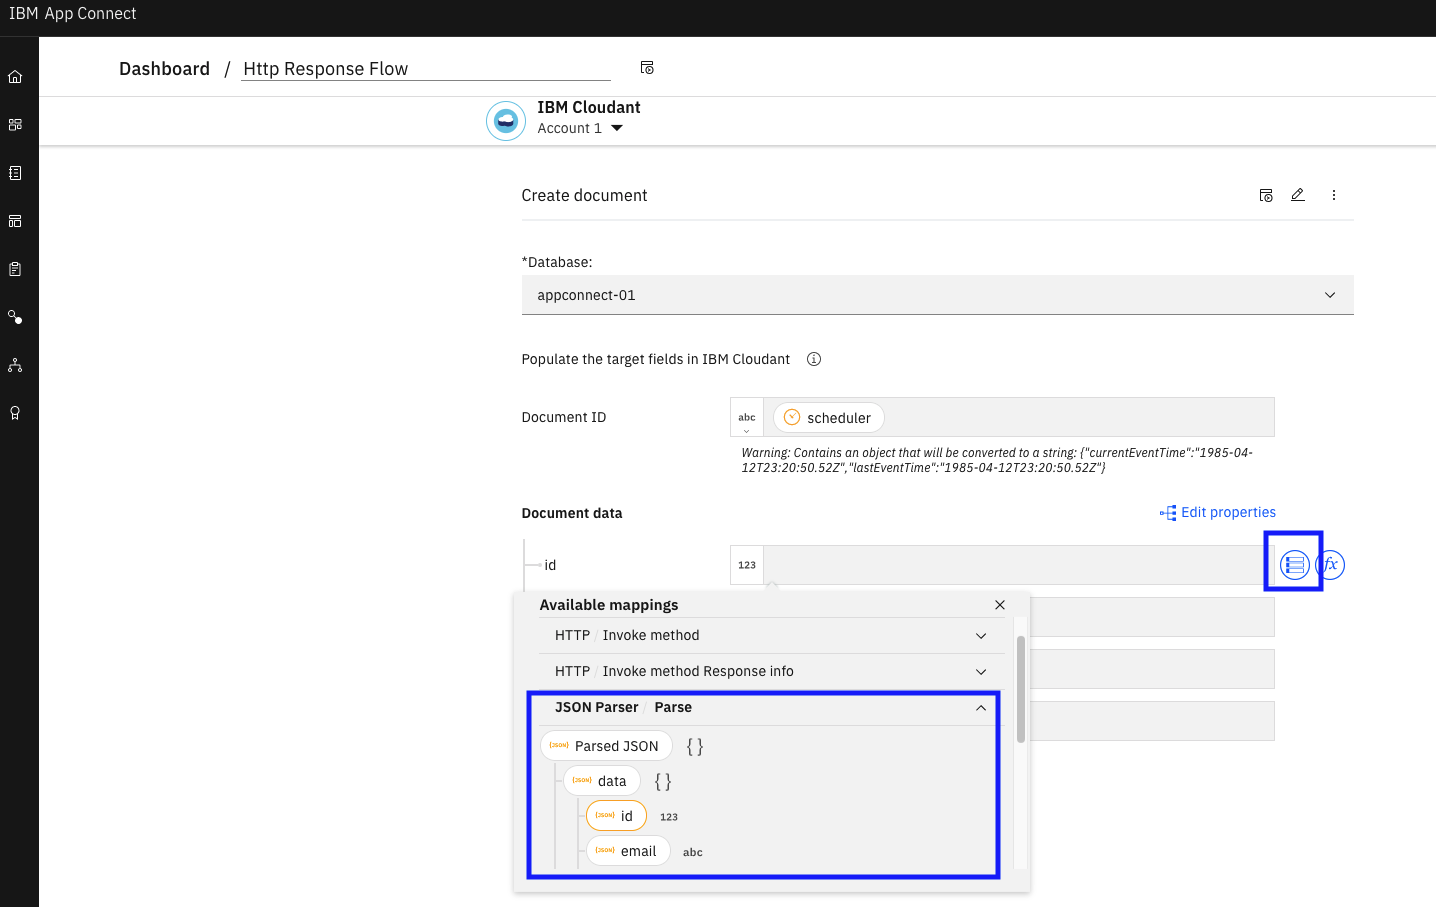 IBM App Connect
Dashboard / Http Response Flow
IBM Cloudant
Account 1
Create document
*Database:
appconnect-01
Populate the target fields in IBM Cloudant
Document ID
abc
scheduler
Warning: Contains an object that will be converted to a string: {"currentEventTime":"1985-04-
12T23:20:50.52Z","lastEventTime":"1985-04-12T23:20:50.52Z"}
Document data
Edit properties
id
123
fx
Available mappings
HTTP / Invoke method
HTTP / Invoke method Response info
JSON Parser / Parse
{JSON} Parsed JSON { }
{JSON} data { }
{JSON} id 123
{JSON} email abc